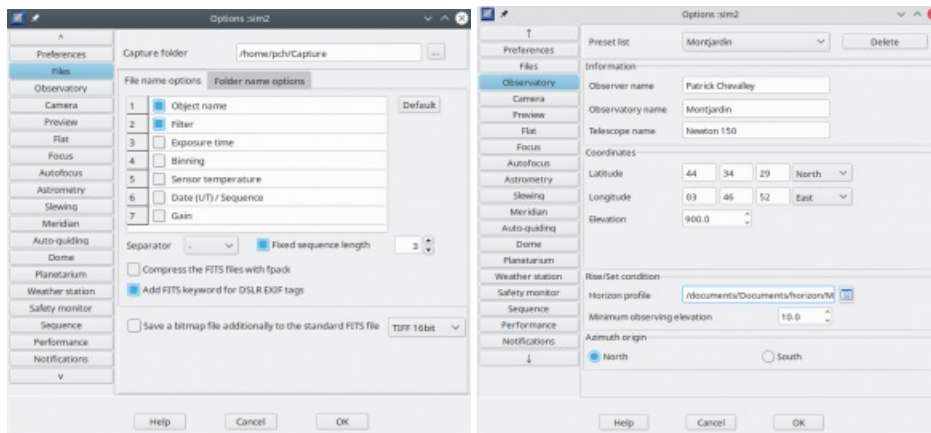 Options :sim2
^
Preferences
Files
Observatory
Camera
Preview
Flat
Focus
Autofocus
Astrometry
Slewing
Meridian
Auto-guiding
Dome
Planetarium
Weather station
Safety monitor
Sequence
Performance
Notifications
v
Capture folder /home/pch/Capture ...
File name options Folder name options
1 Object name Default
2 Filter
3 Exposure time
4 Binning
5 Sensor temperature
6 Date (UT) / Sequence
7 Gain
Separator Fixed sequence length 3
Compress the FITS files with fpack
Add FITS keyword for DSLR EXIF tags
Save a bitmap file additionally to the standard FITS file TIFF 16bit
Help Cancel OK
Options :sim2
↑
Preferences
Files
Observatory
Camera
Preview
Flat
Focus
Autofocus
Astrometry
Slewing
Meridian
Auto-guiding
Dome
Planetarium
Weather station
Safety monitor
Sequence
Performance
Notifications
↓
Preset list Montjardin Delete
Information
Observer name Patrick Chevalley
Observatory name Montjardin
Telescope name Newton 150
Coordinates
Latitude 44 34 29 North
Longitude 03 46 52 East
Elevation 900.0
Rise/Set condition
Horizon profile /documents/Documents/horizon/M
Minimum observing elevation 10.0
Azimuth origin
North South
Help Cancel OK